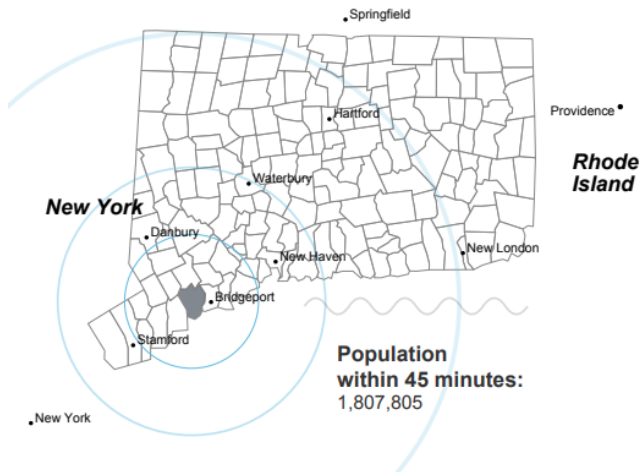 Springfield
Hartford
Providence
Rhode
Island
Waterbury
New York
Danbury
New Haven
New London
Bridgeport
Stamford
Population
within 45 minutes:
1,807,805
New York